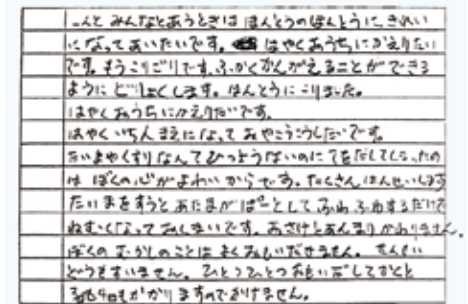 んと みんなとあうときは ほんとうのほんとうに、きれい
になってあいたいです。 はやくおうちにかえりたい
です。もうこりごりです。ふかくかんがえることができる
ように どりょくします。ほんとうに こりました。
はやくおうちにかえりたいです。
はやくいちんまえになって おやこうこうしたいです。
たいまやくすりなんてひつようないのに てをだしてしまったの
は ぼくの心がよわいからです。たくさんはんせいします
たいまをすうと あたまがぱーとして ふわふわするだけで
ねむくなっておしまいです。おさけとあんまりかわりません。
ぼくの むかしのことは よくおもいだせません。
どうもすいません。ひとつひとつおもいだしてかくと
365日もかかりますのでかけません。